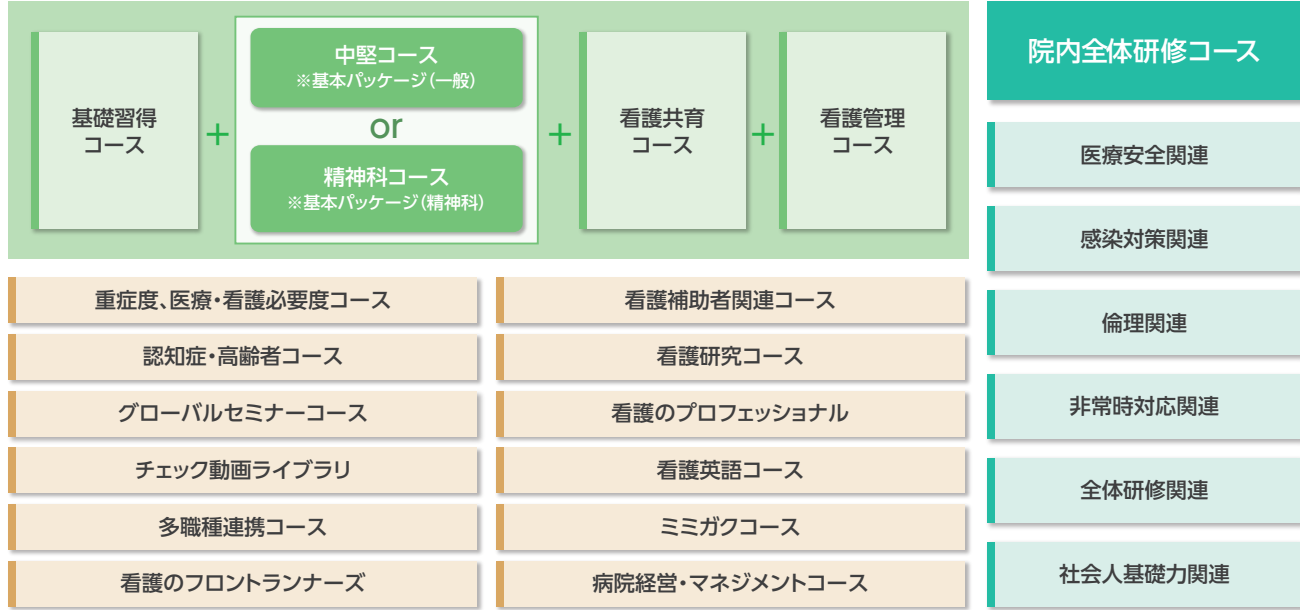 基礎習得
コース
+
中堅コース
※基本パッケージ(一般)
or
精神科コース
※基本パッケージ(精神科)
+
看護共育
コース
+
看護管理
コース
重症度、医療・看護必要度コース
認知症・高齢者コース
グローバルセミナーコース
チェック動画ライブラリ
多職種連携コース
看護のフロントランナーズ
看護補助者関連コース
看護研究コース
看護のプロフェッショナル
看護英語コース
ミミガクコース
病院経営・マネジメントコース
院内全体研修コース
医療安全関連
感染対策関連
倫理関連
非常時対応関連
全体研修関連
社会人基礎力関連